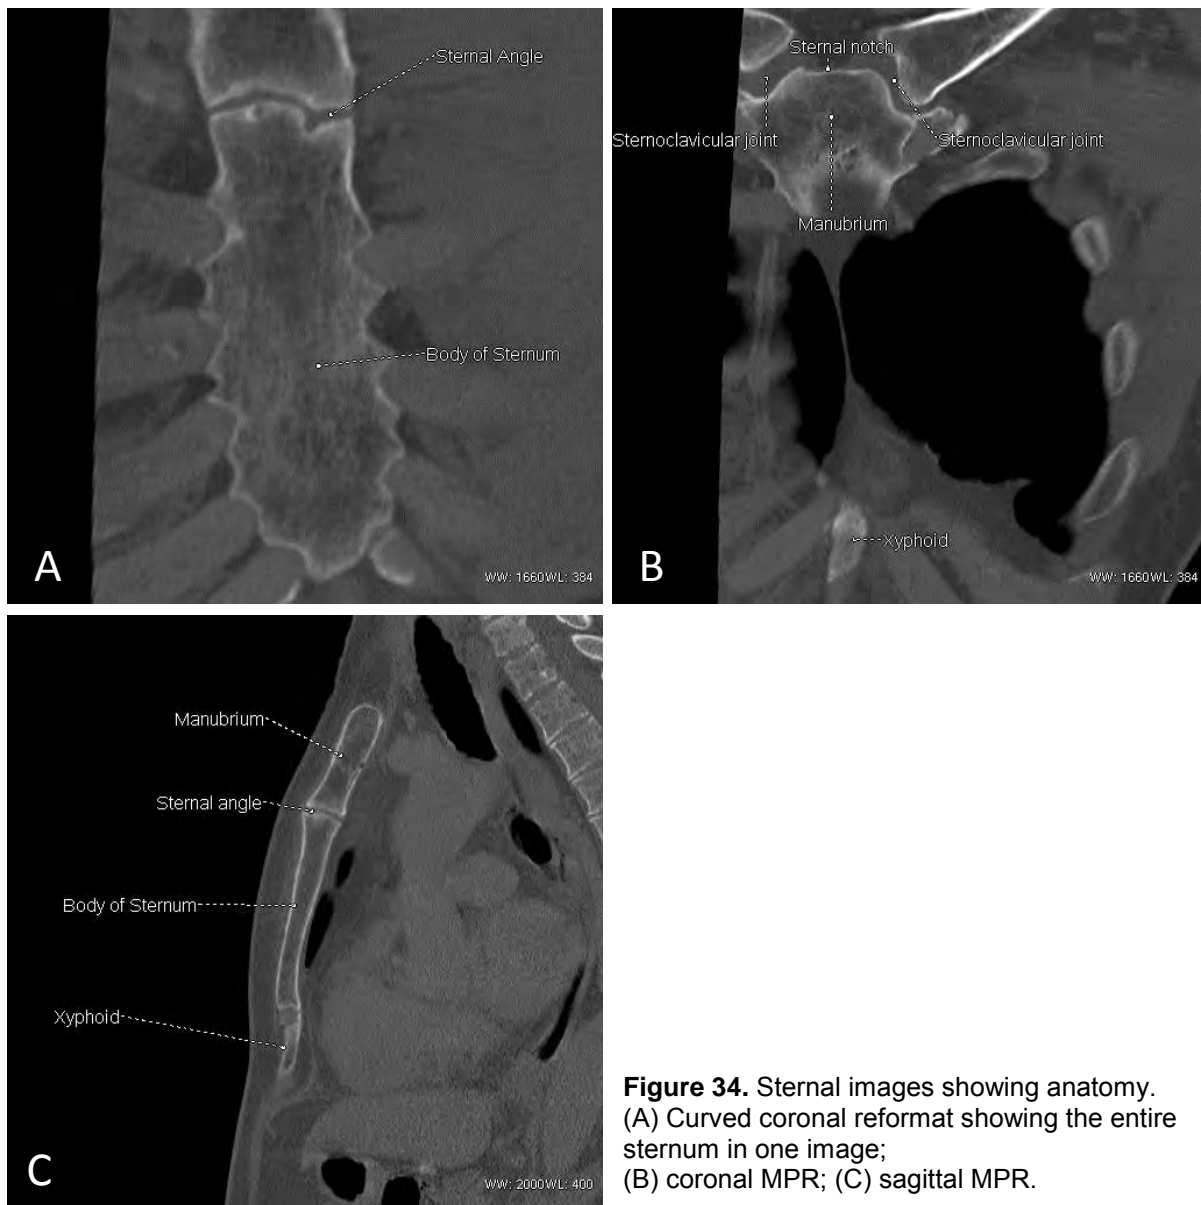 Sternal Angle
Body of Sternum
A
WW: 1660WL: 384
Sternal notch
Sternoclavicular joint
Sternoclavicular joint
Manubrium
Xyphoid
B
WW: 1660WL: 384
Manubrium
Sternal angle
Body of Sternum
Xyphoid
C
WW: 2000WL: 400
Figure 34. Sternal images showing anatomy.
(A) Curved coronal reformat showing the entire
sternum in one image;
(B) coronal MPR; (C) sagittal MPR.